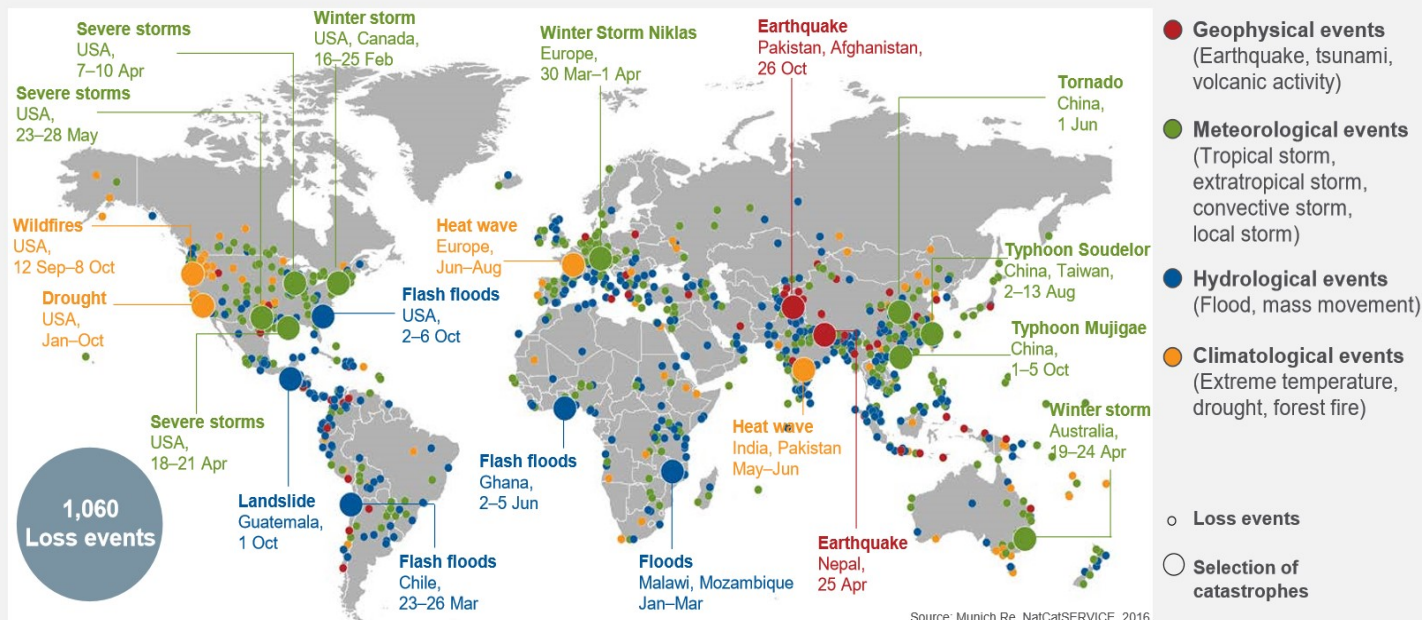 Severe storms
USA,
7–10 Apr
Winter storm
USA, Canada,
16–25 Feb
Winter Storm Niklas
Europe,
30 Mar–1 Apr
Earthquake
Pakistan, Afghanistan,
26 Oct
Tornado
China,
1 Jun
Severe storms
USA,
23–28 May
Wildfires
USA,
12 Sep–8 Oct
Heat wave
Europe,
Jun–Aug
Typhoon Soudelor
China, Taiwan,
2–13 Aug
Drought
USA,
Jan–Oct
Flash floods
USA,
2–6 Oct
Typhoon Mujigae
China,
1–5 Oct
Severe storms
USA,
18–21 Apr
Heat wave
India, Pakistan
May–Jun
Winter storm
Australia,
19–24 Apr
1,060
Loss events
Landslide
Guatemala,
1 Oct
Flash floods
Ghana,
2–5 Jun
Flash floods
Chile,
23–26 Mar
Floods
Malawi, Mozambique
Jan–Mar
Earthquake
Nepal,
25 Apr
Source: Munich Re, NatCatSERVICE, 2016
Geophysical events
(Earthquake, tsunami,
volcanic activity)
Meteorological events
(Tropical storm,
extratropical storm,
convective storm,
local storm)
Hydrological events
(Flood, mass movement)
Climatological events
(Extreme temperature,
drought, forest fire)
Loss events
Selection of
catastrophes